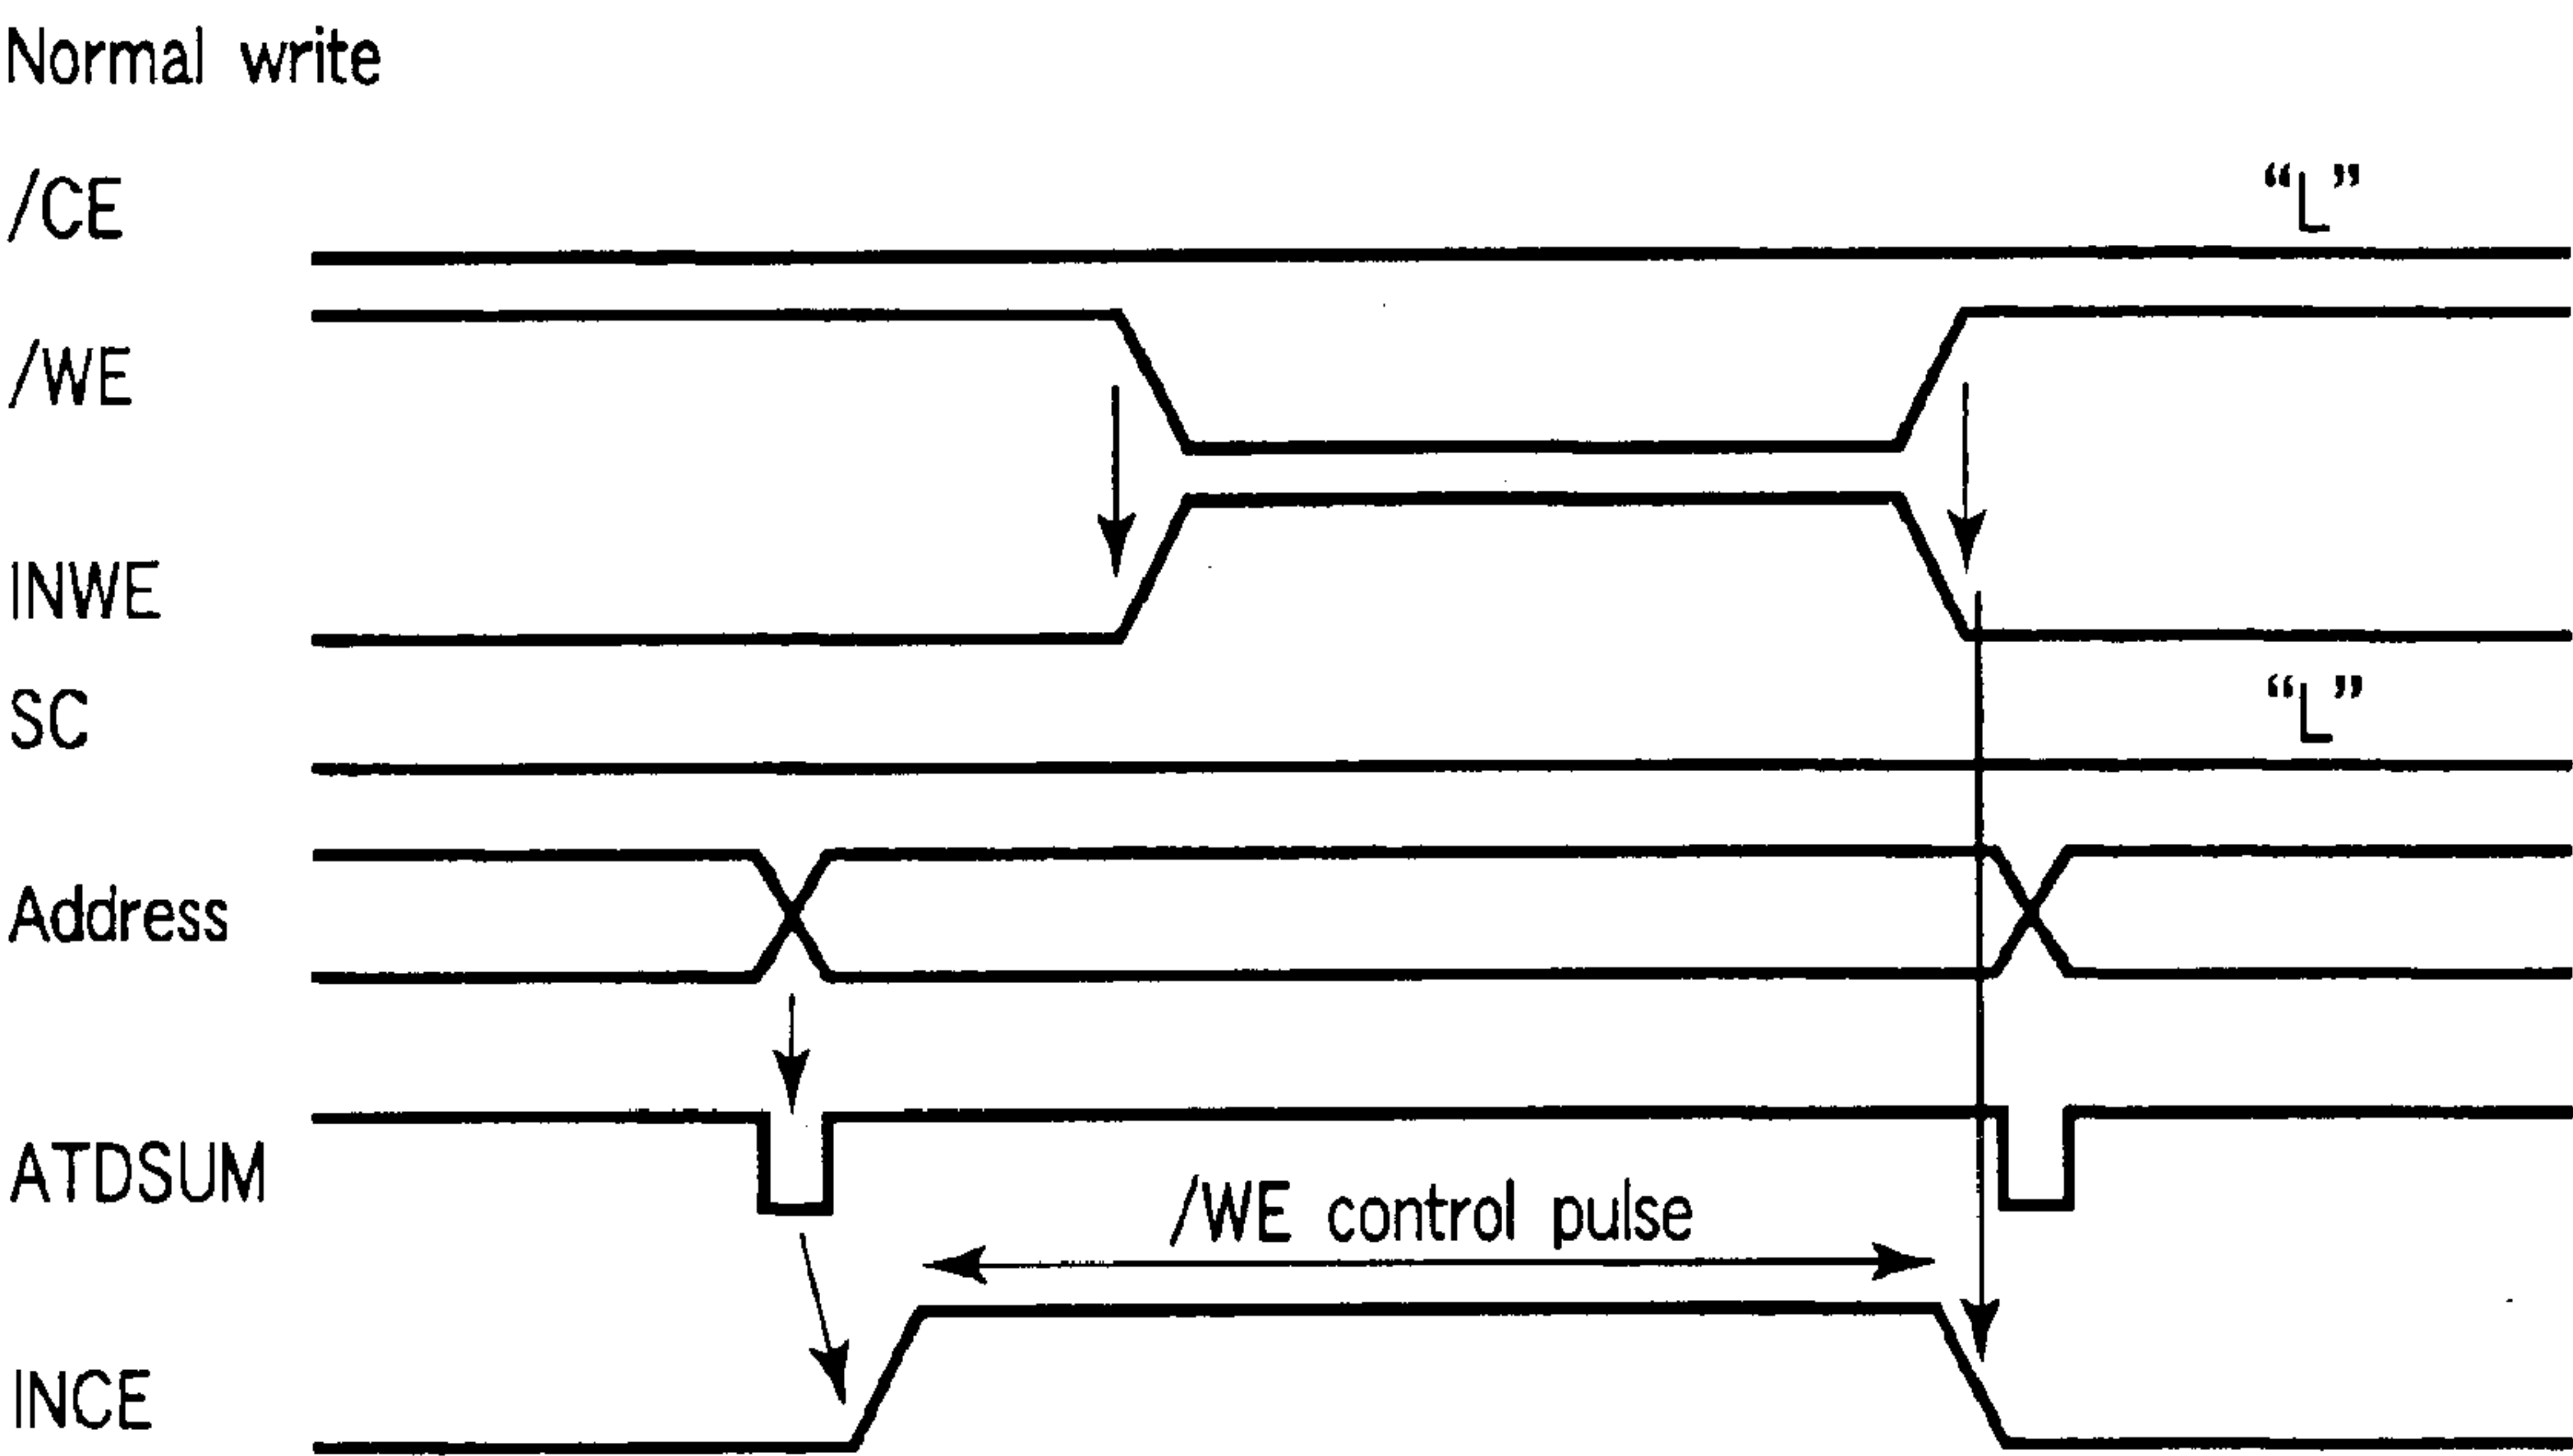 Normal write
/CE
“L”
/WE
INWE
SC
“L”
Address
ATDSUM
/WE control pulse
INCE